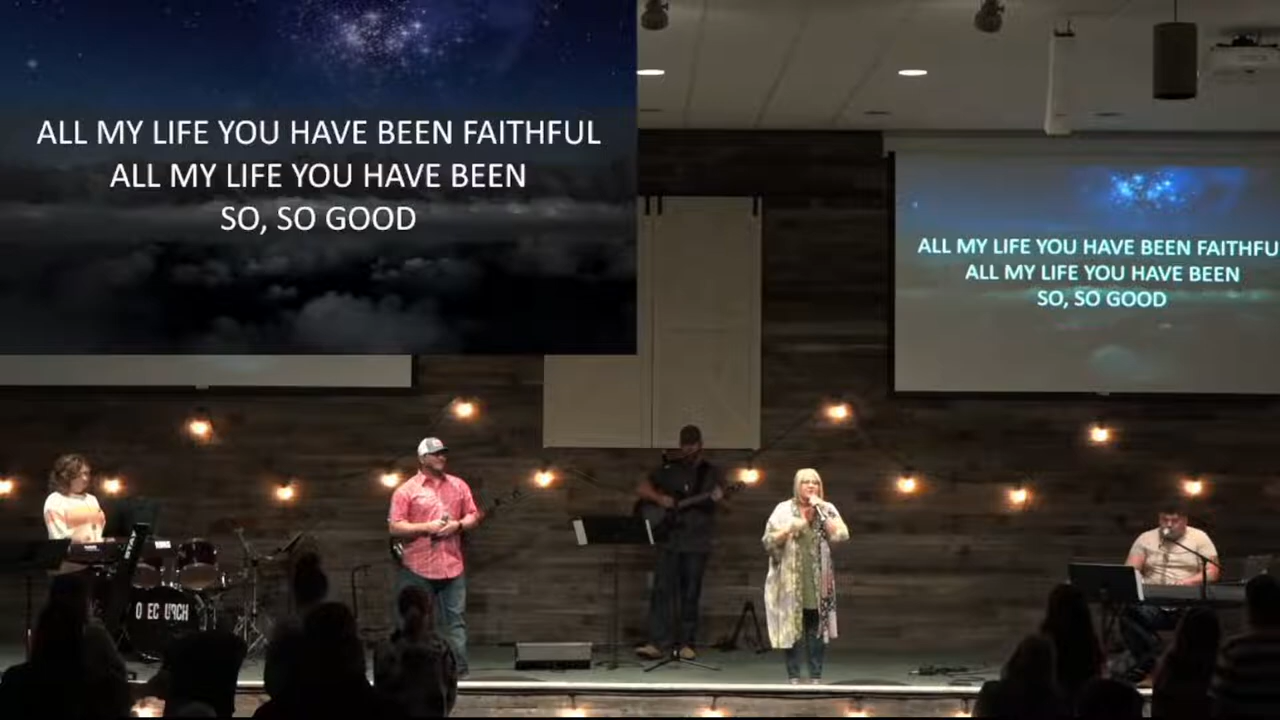 ALL MY LIFE YOU HAVE BEEN FAITHFUL
ALL MY LIFE YOU HAVE BEEN
SO, SO GOOD
ALL MY LIFE YOU HAVE BEEN FAITHFU
ALL MY LIFE YOU HAVE BEEN
SO, SO GOOD